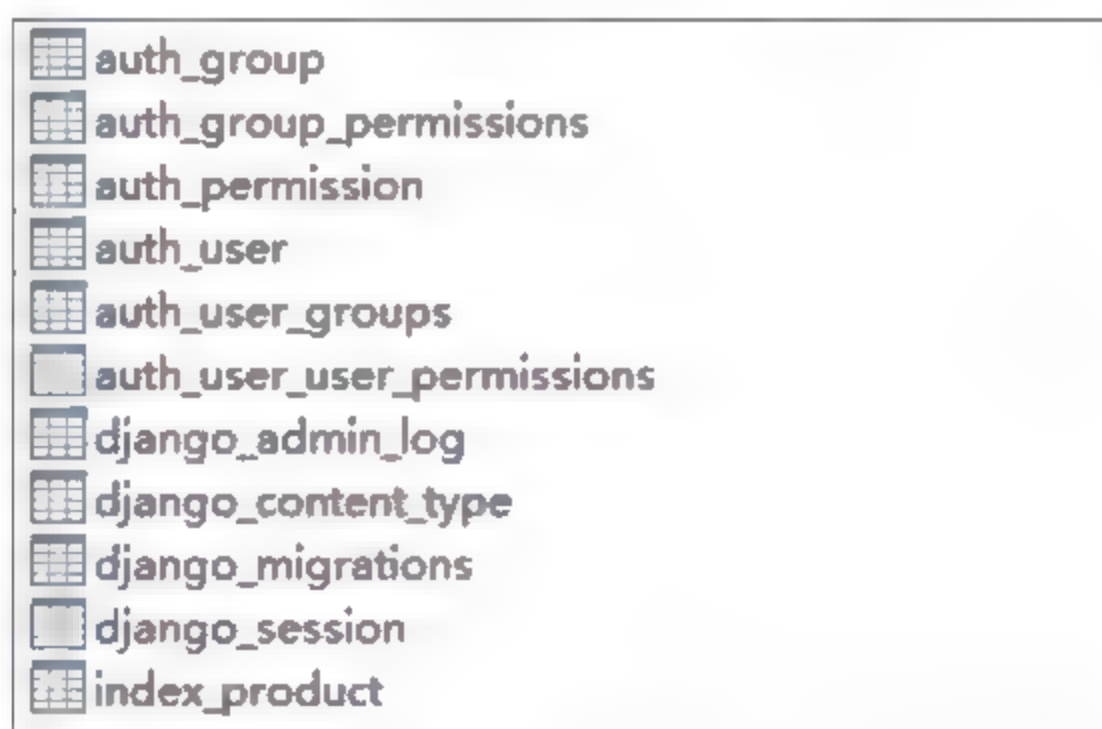 auth_group
auth_group_permissions
auth_permission
auth_user
auth_user_groups
auth_user_user_permissions
django_admin_log
django_content_type
django_migrations
django_session
index_product